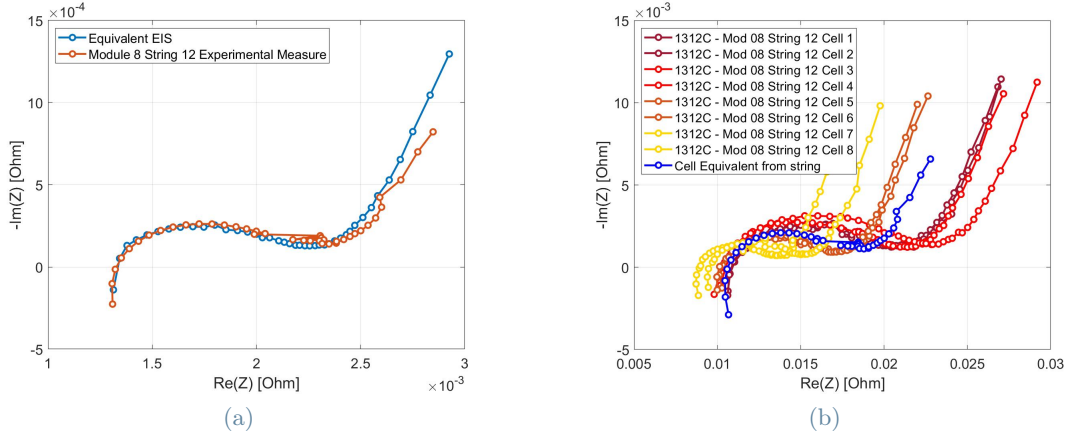 15
×10⁻⁴
Equivalent EIS
Module 8 String 12 Experimental Measure
10
5
0
-5
-Im(Z) [Ohm]
1
1.5
2
2.5
3
Re(Z) [Ohm]
×10⁻³
(a)
15
×10⁻³
1312C - Mod 08 String 12 Cell 1
1312C - Mod 08 String 12 Cell 2
1312C - Mod 08 String 12 Cell 3
1312C - Mod 08 String 12 Cell 4
1312C - Mod 08 String 12 Cell 5
1312C - Mod 08 String 12 Cell 6
1312C - Mod 08 String 12 Cell 7
1312C - Mod 08 String 12 Cell 8
Cell Equivalent from string
10
5
0
-5
-Im(Z) [Ohm]
0.005
0.01
0.015
0.02
0.025
0.03
Re(Z) [Ohm]
(b)